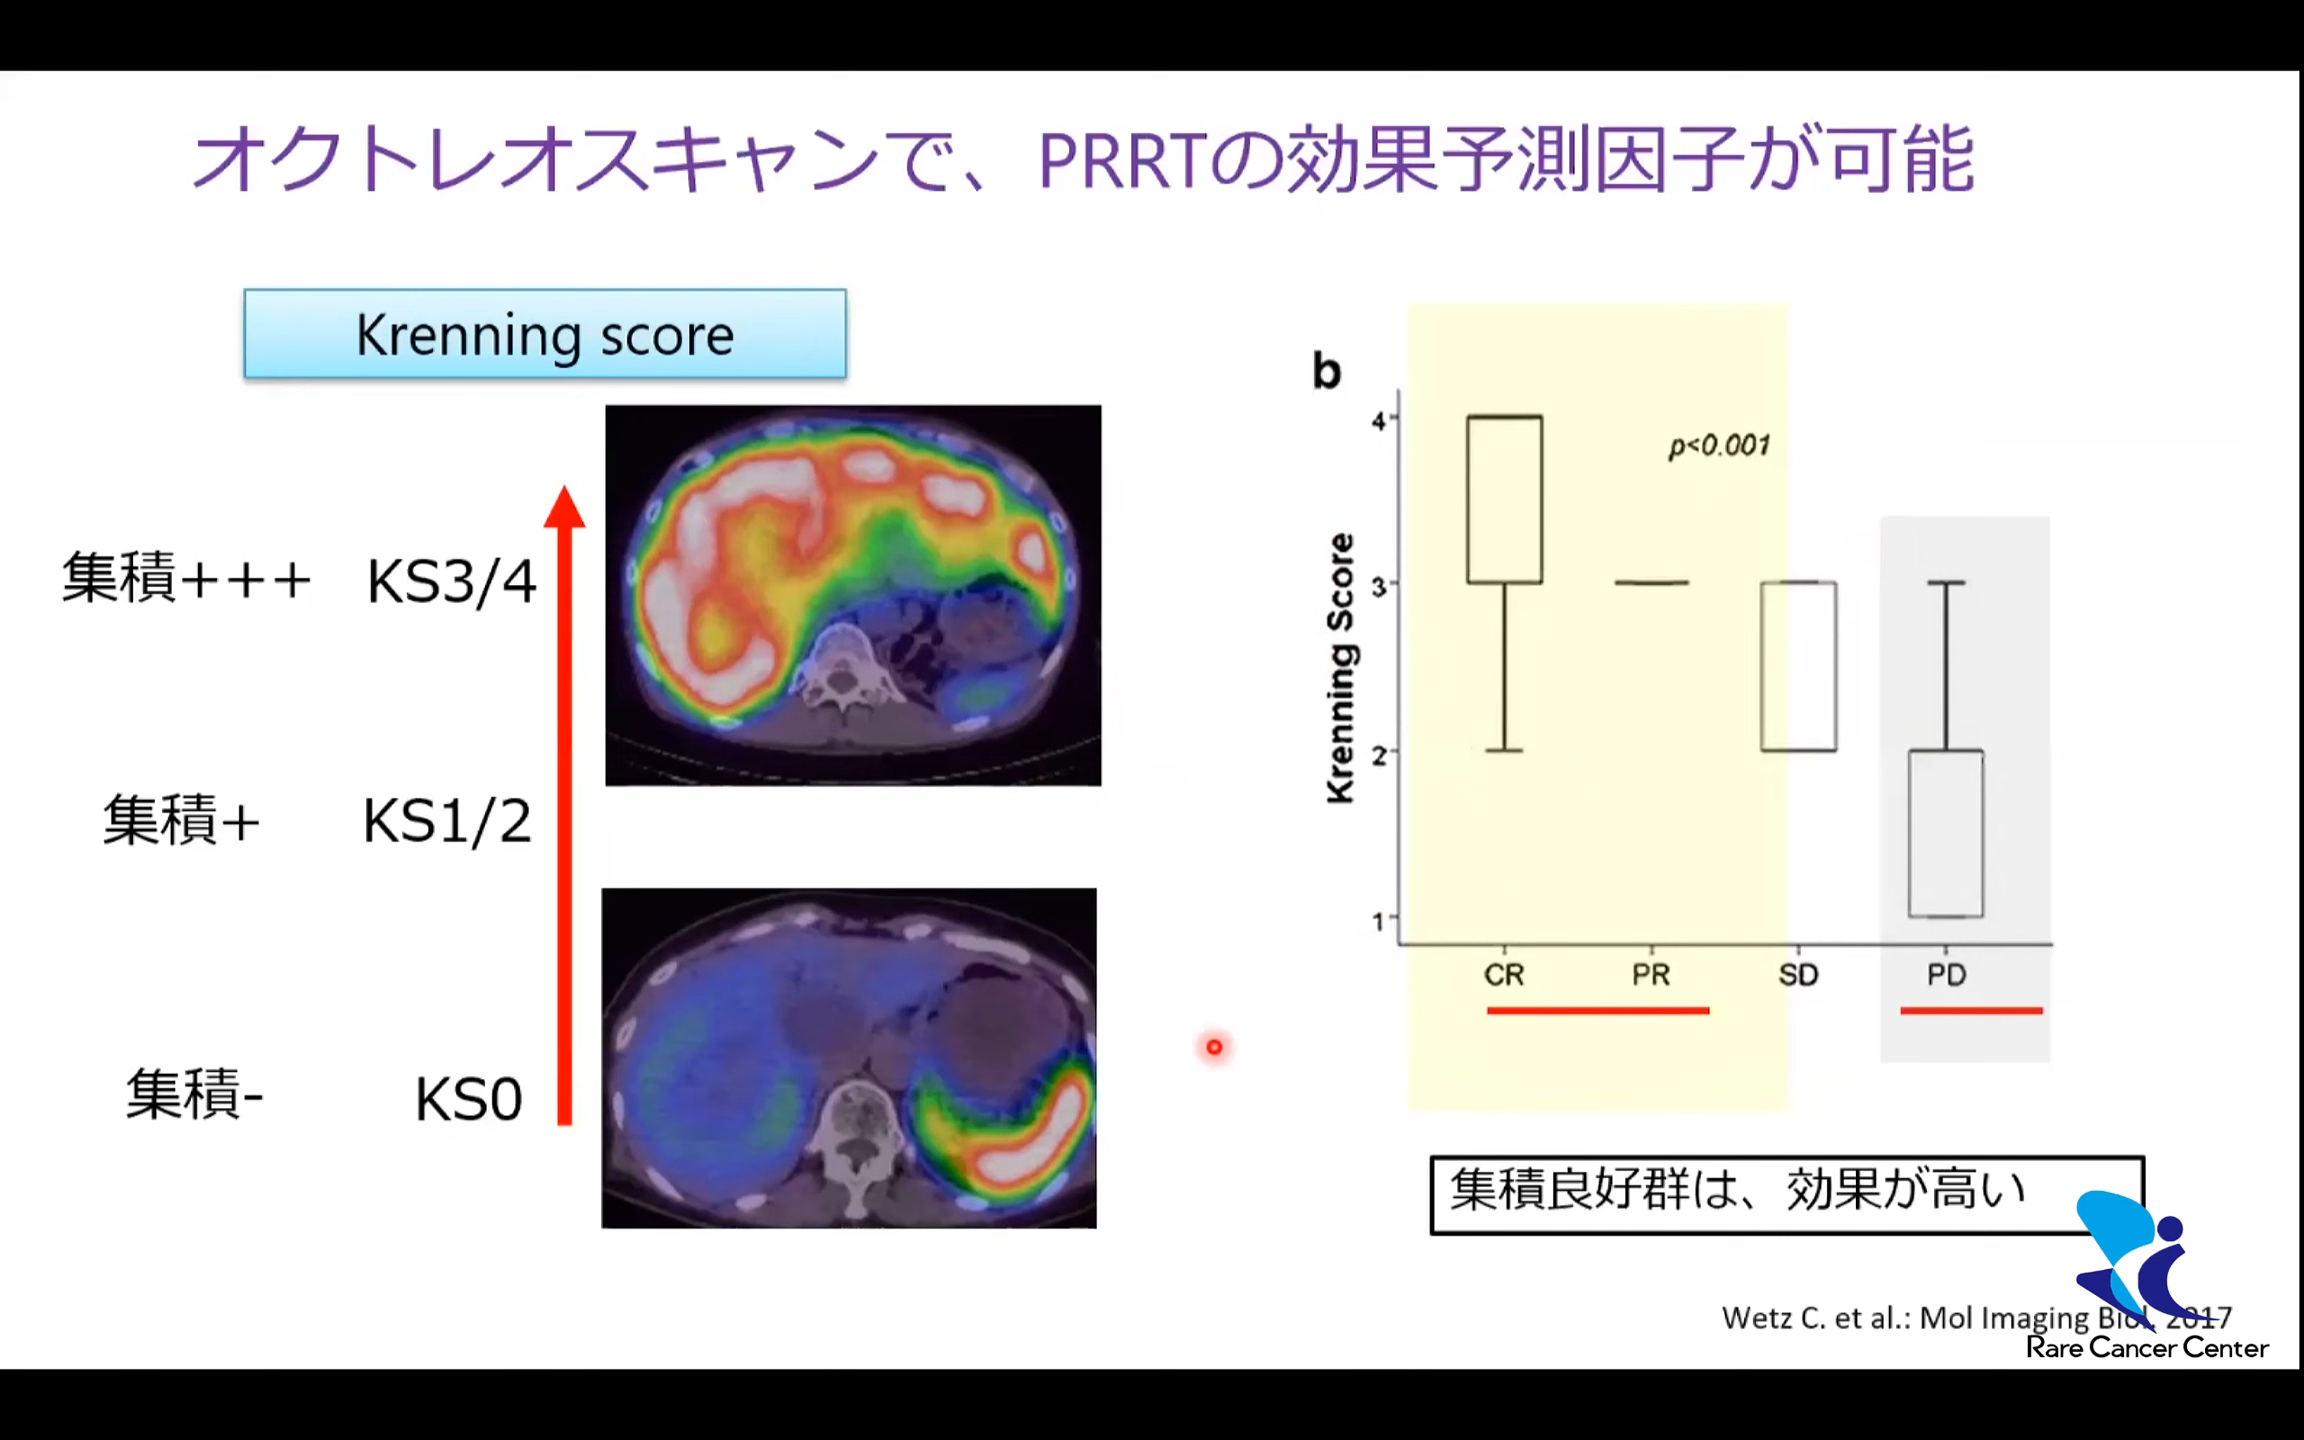 オクトレオスキャンで、PRRTの効果予測因子が可能
Krenning score
集積+++ KS3/4
集積+ KS1/2
集積- KS0
b
Krenning Score
4
3
2
1
p<0.001
CR PR SD PD
集積良好群は、効果が高い
Wetz C. et al.: Mol Imaging Biol. 2017
Rare Cancer Center